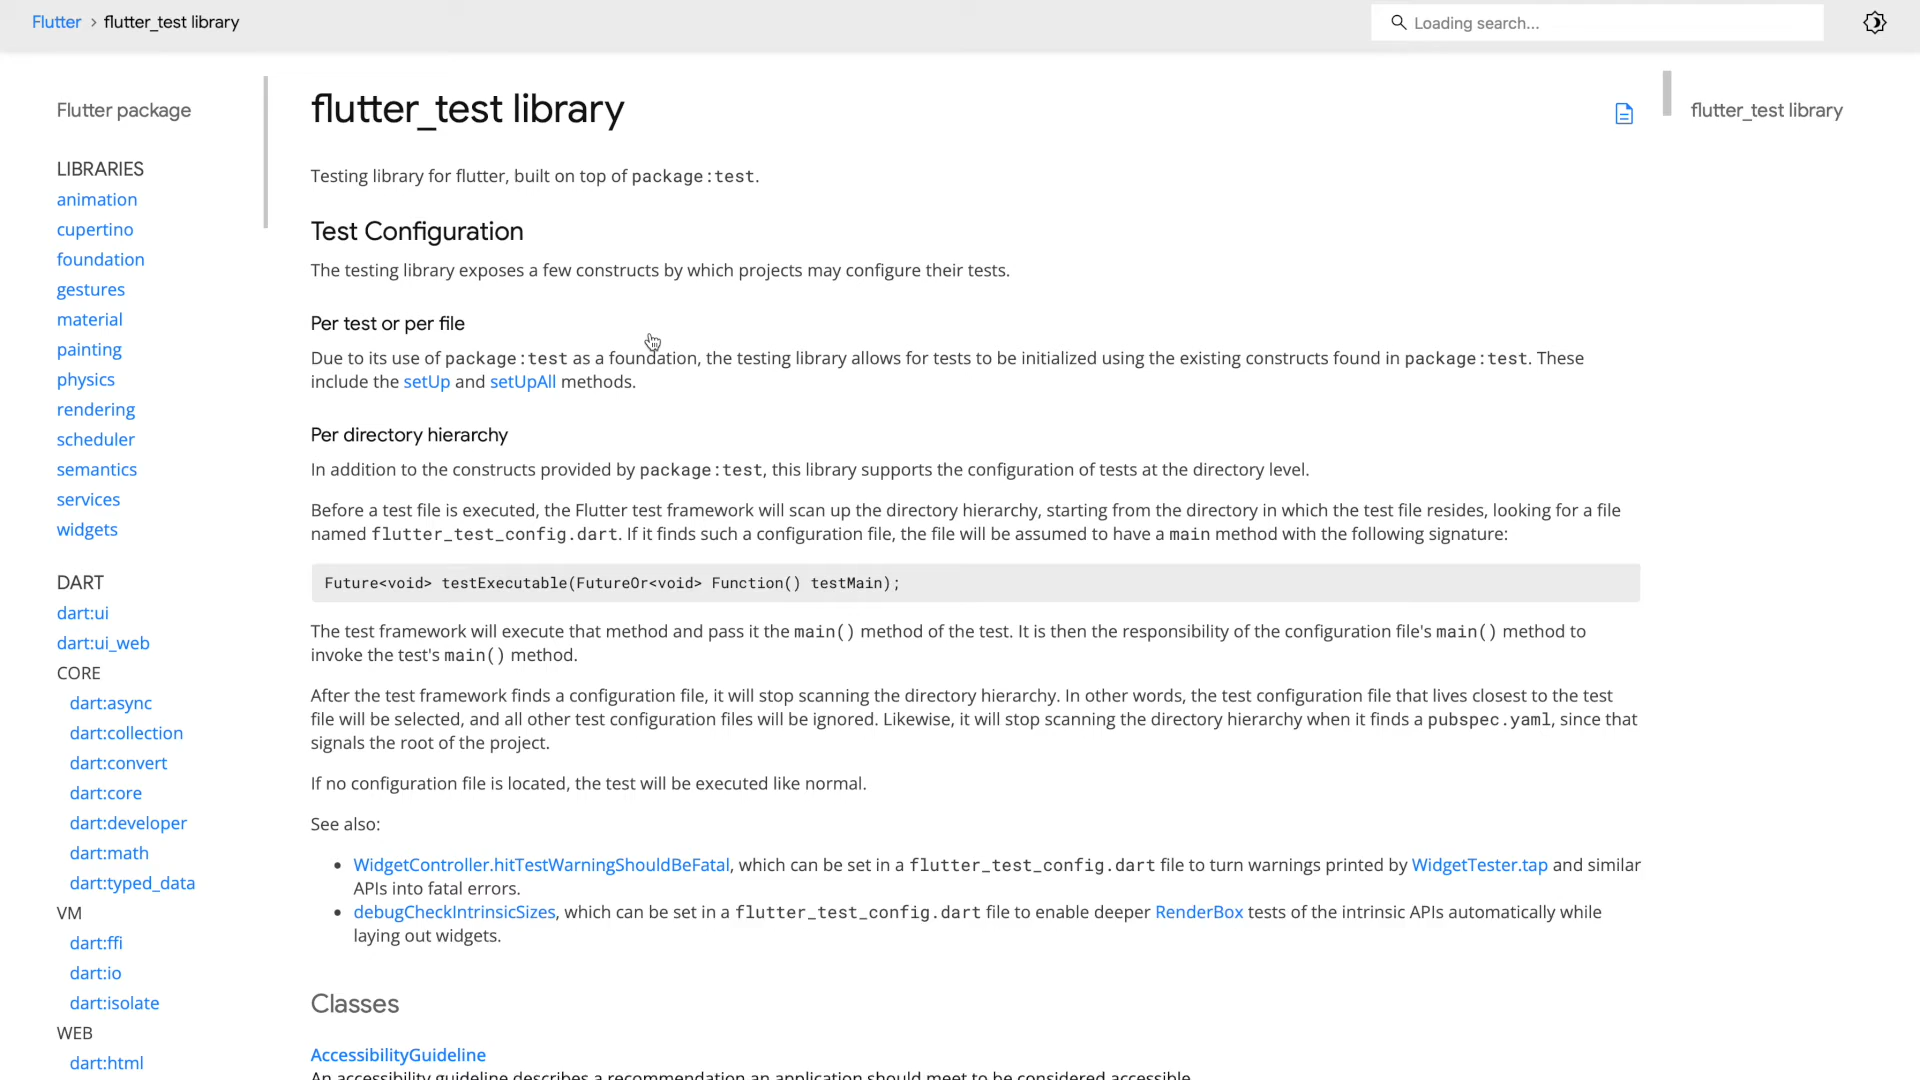 Flutter > flutter_test library
Loading search...
Flutter package
LIBRARIES
animation
cupertino
foundation
gestures
material
painting
physics
rendering
scheduler
semantics
services
widgets
DART
dart:ui
dart:ui_web
CORE
dart:async
dart:collection
dart:convert
dart:core
dart:developer
dart:math
dart:typed_data
VM
dart:ffi
dart:io
dart:isolate
WEB
dart:html
flutter_test library
Testing library for flutter, built on top of package:test.
Test Configuration
The testing library exposes a few constructs by which projects may configure their tests.
Per test or per file
Due to its use of package:test as a foundation, the testing library allows for tests to be initialized using the existing constructs found in package:test. These
include the setUp and setUpAll methods.
Per directory hierarchy
In addition to the constructs provided by package:test, this library supports the configuration of tests at the directory level.
Before a test file is executed, the Flutter test framework will scan up the directory hierarchy, starting from the directory in which the test file resides, looking for a file
named flutter_test_config.dart. If it finds such a configuration file, the file will be assumed to have a main method with the following signature:
Future<void> testExecutable(FutureOr<void> Function() testMain);
The test framework will execute that method and pass it the main() method of the test. It is then the responsibility of the configuration file's main() method to
invoke the test's main() method.
After the test framework finds a configuration file, it will stop scanning the directory hierarchy. In other words, the test configuration file that lives closest to the test
file will be selected, and all other test configuration files will be ignored. Likewise, it will stop scanning the directory hierarchy when it finds a pubspec.yaml, since that
signals the root of the project.
If no configuration file is located, the test will be executed like normal.
See also:
• WidgetController.hitTestWarningShouldBeFatal, which can be set in a flutter_test_config.dart file to turn warnings printed by WidgetTester.tap and similar
APIs into fatal errors.
• debugCheckIntrinsicSizes, which can be set in a flutter_test_config.dart file to enable deeper RenderBox tests of the intrinsic APIs automatically while
laying out widgets.
Classes
AccessibilityGuideline
An accessibility guideline describes a recommendation an application should meet to be considered accessible.
flutter_test library